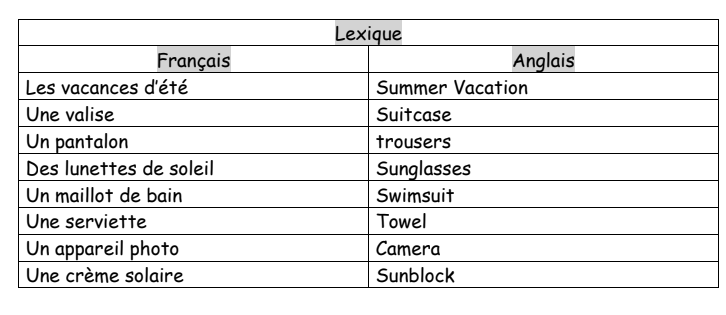 Lexique
Français Anglais
Les vacances d'été Summer Vacation
Une valise Suitcase
Un pantalon trousers
Des lunettes de soleil Sunglasses
Un maillot de bain Swimsuit
Une serviette Towel
Un appareil photo Camera
Une crème solaire Sunblock